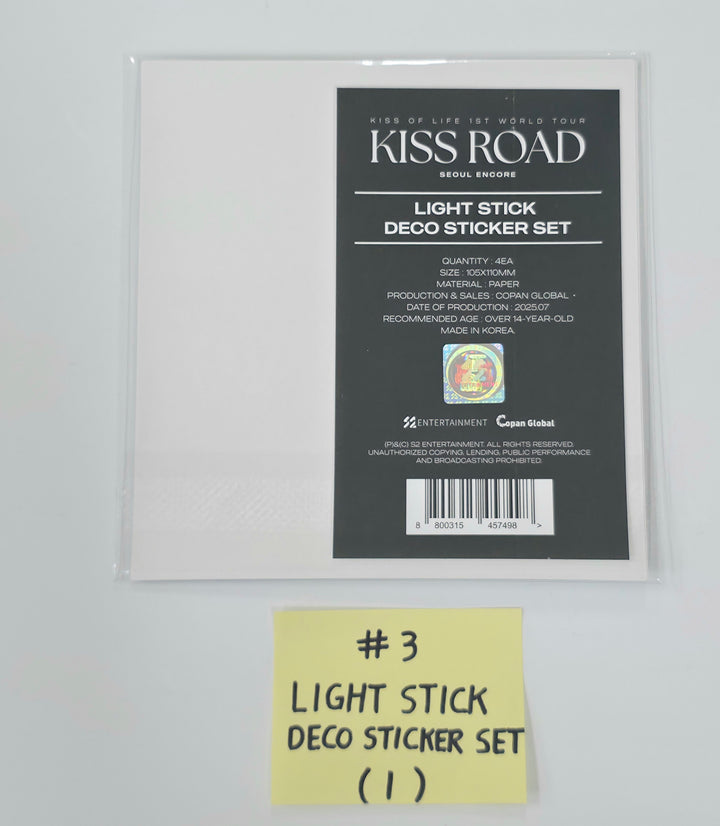 KISS OF LIFE 1ST WORLD TOUR
KISS ROAD
SEOUL ENCORE
LIGHT STICK
DECO STICKER SET
QUANTITY : 4EA
SIZE : 105X110MM
MATERIAL : PAPER
PRODUCTION & SALES : COPAN GLOBAL
DATE OF PRODUCTION : 2025.07
RECOMMENDED AGE : OVER 14-YEAR-OLD
MADE IN KOREA.
S2 ENTERTAINMENT Copan Global
(P)&(C) S2 ENTERTAINMENT. ALL RIGHTS RESERVED.
UNAUTHORIZED COPYING, LENDING, PUBLIC PERFORMANCE
AND BROADCASTING PROHIBITED.
8 800315 457498 >
#3
LIGHT STICK
DECO STICKER SET
(1)